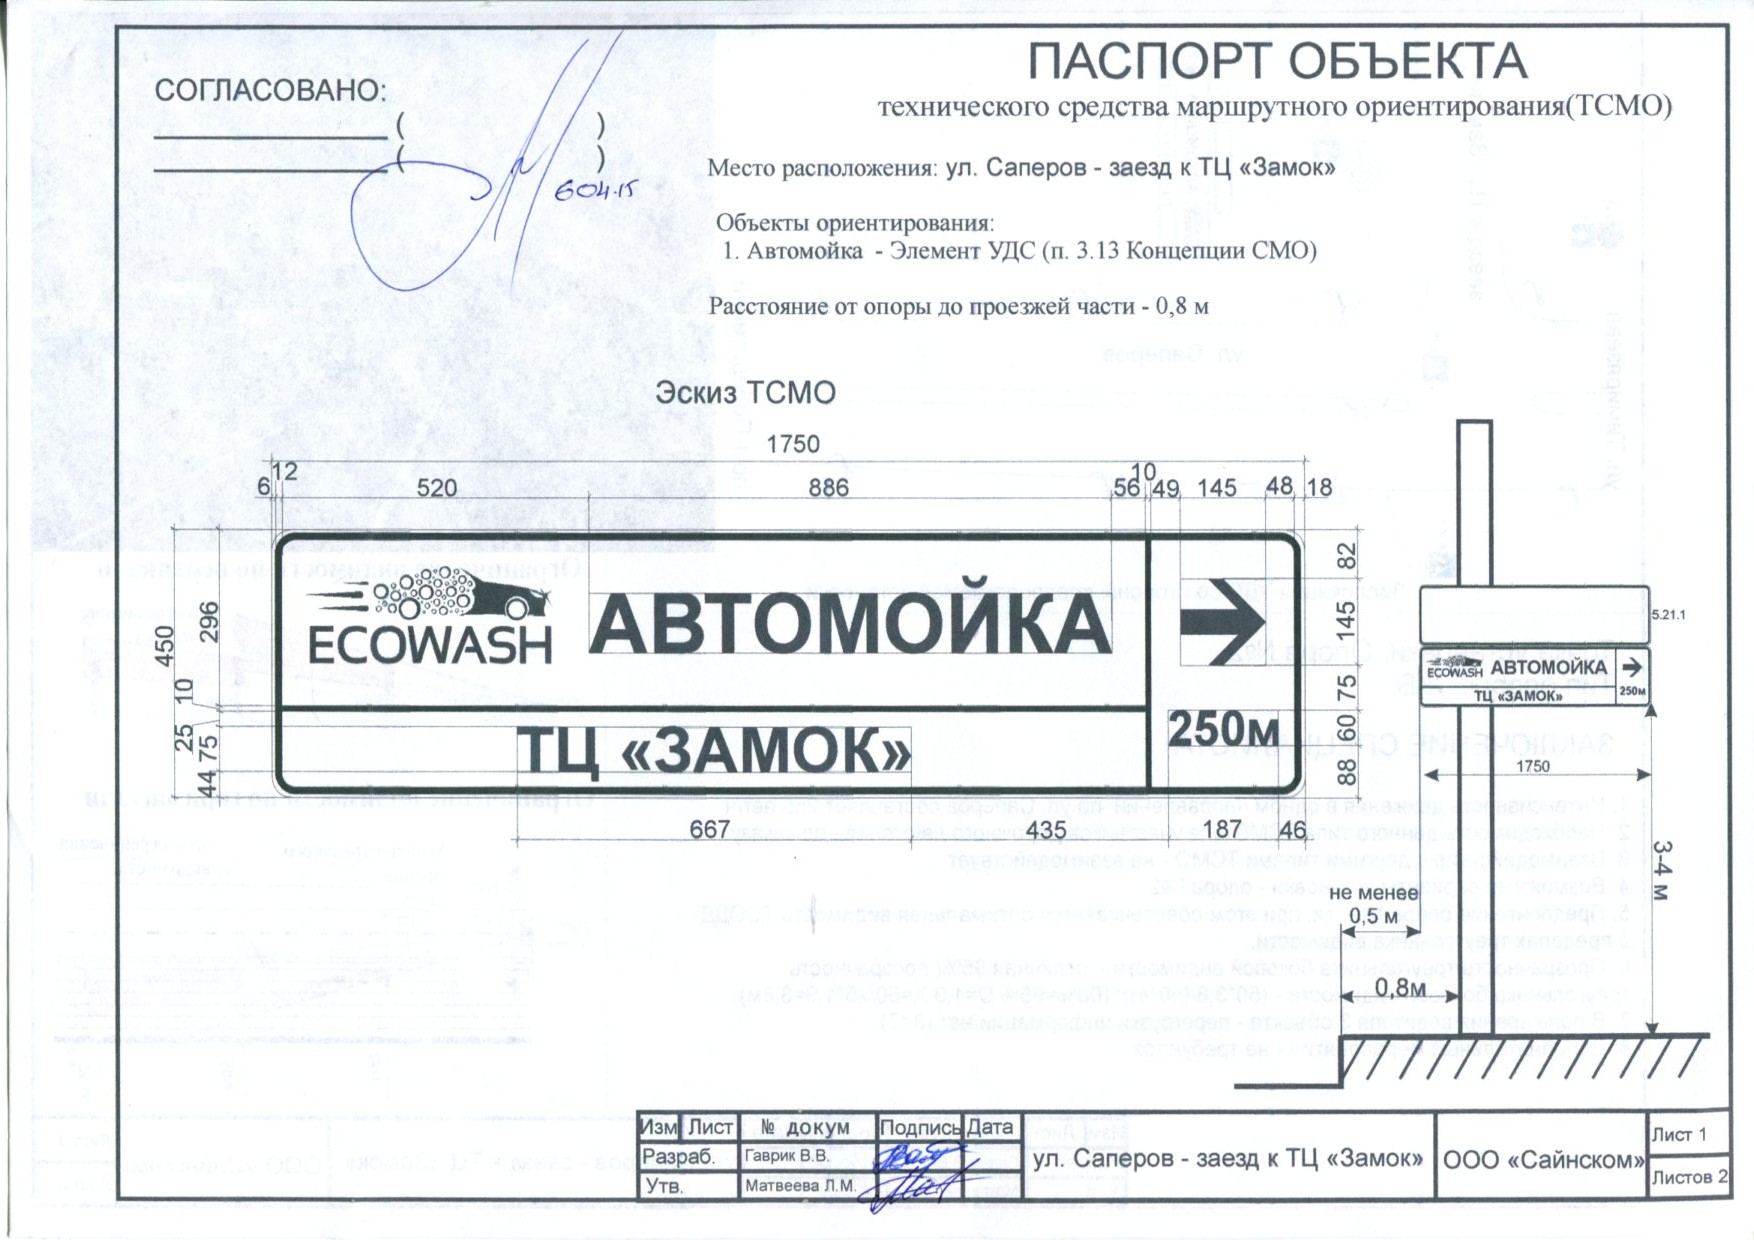 СОГЛАСОВАНО:
( )
( )
ПАСПОРТ ОБЪЕКТА
технического средства маршрутного ориентирования(ТСМО)
Место расположения: ул. Саперов - заезд к ТЦ «Замок»
Объекты ориентирования:
1. Автомойка - Элемент УДС (п. 3.13 Концепции СМО)
Расстояние от опоры до проезжей части - 0,8 м
Эскиз ТСМО
1750
6 12 520 886 56 10 49 145 48 18
450
296
10
25
75
44
ECOWASH
АВТОМОЙКА
ТЦ «ЗАМОК»
250м
82
145
75
60
88
667 435 187 46
5.21.1
ECOWASH АВТОМОЙКА
ТЦ «ЗАМОК»
250м
1750
3-4 м
не менее
0,5 м
0,8м
Изм Лист № докум Подпись Дата
Разраб. Гаврик В.В.
Утв. Матвеева Л.М.
ул. Саперов - заезд к ТЦ «Замок»
ООО «Сайнском»
Лист 1
Листов 2